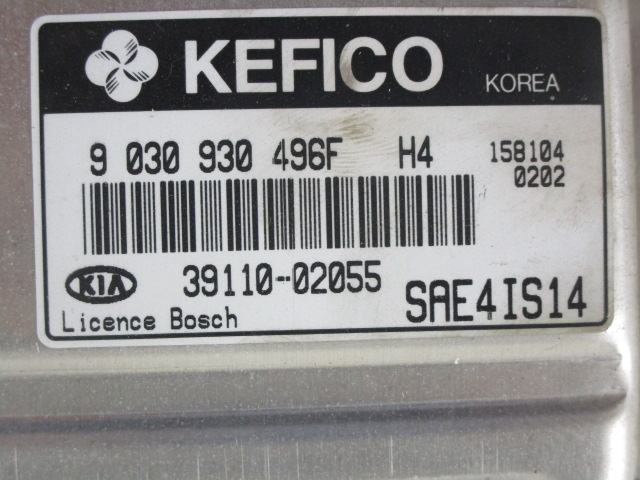 KEFICO KOREA
9 030 930 496F H4 158104
0202
KIA 39110-02055 SAE4IS14
Licence Bosch